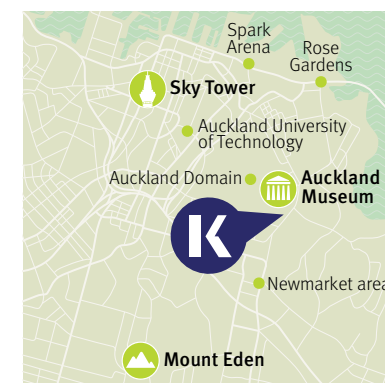 Spark
Arena
Rose
Gardens
Sky Tower
Auckland University
of Technology
Auckland Domain
Auckland
Museum
K
Newmarket area
Mount Eden